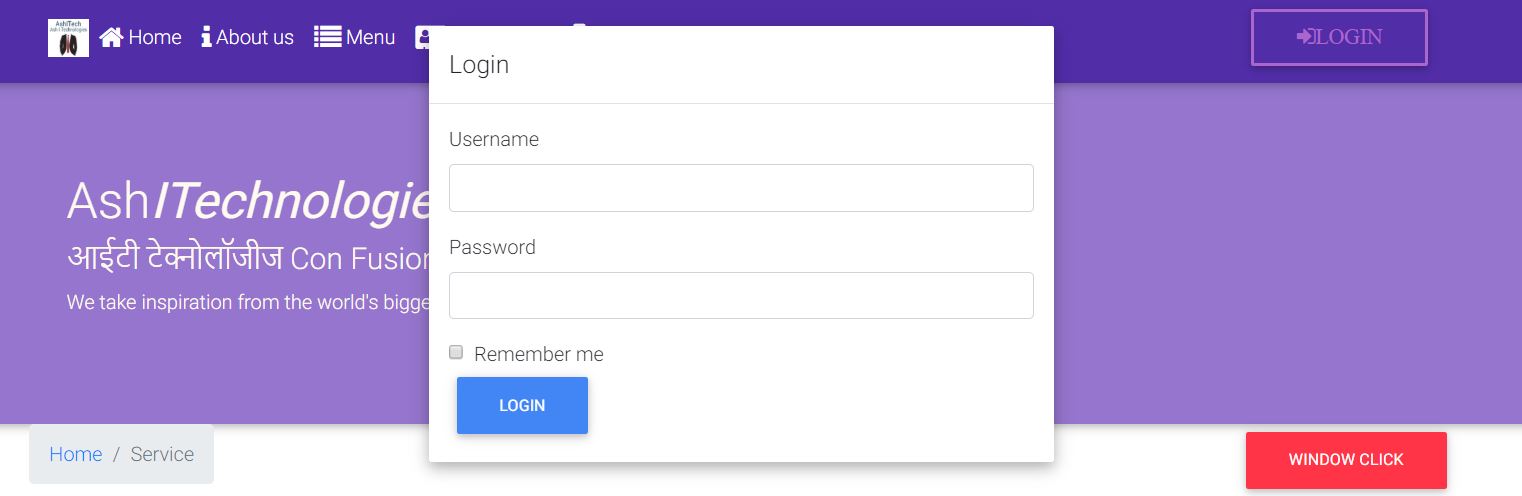 AshITech
Ash I Technologies
Home About us Menu
LOGIN
Login
Username
Password
Remember me
LOGIN
AshITechnologie
आईटी टेक्नोलॉजीज Con Fusion
We take inspiration from the world's bigge
Home / Service
WINDOW CLICK